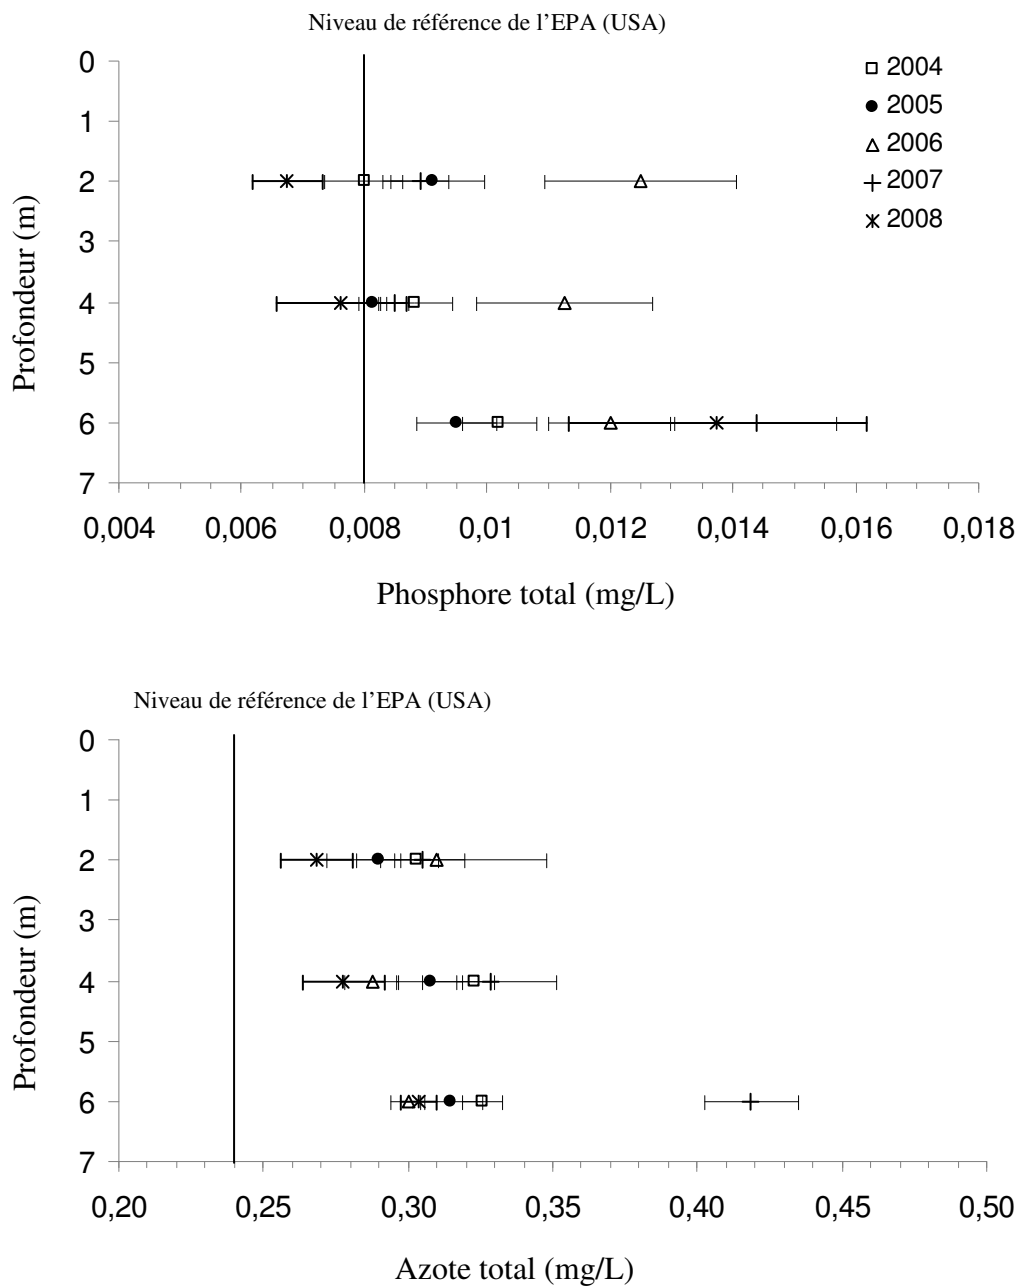 Niveau de référence de l'EPA (USA)
0
1
2
3
4
5
6
7
Profondeur (m)
2004
2005
2006
2007
2008
0,004 0,006 0,008 0,01 0,012 0,014 0,016 0,018
Phosphore total (mg/L)
Niveau de référence de l'EPA (USA)
0
1
2
3
4
5
6
7
Profondeur (m)
0,20 0,25 0,30 0,35 0,40 0,45 0,50
Azote total (mg/L)